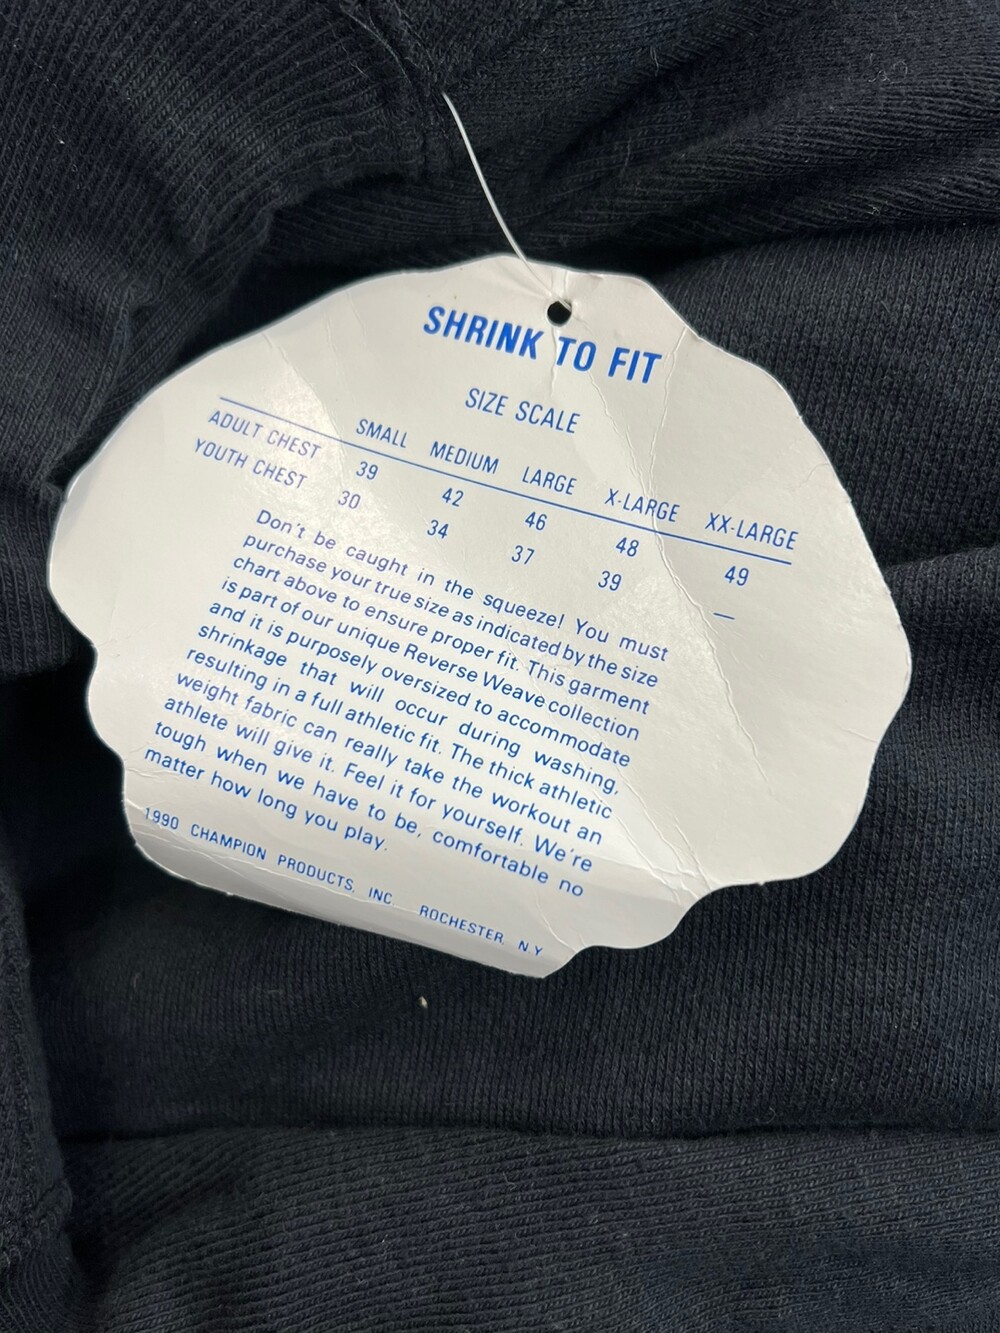 SHRINK TO FIT
SIZE SCALE
SMALL MEDIUM LARGE X-LARGE XX-LARGE
ADULT CHEST 39 42 46 48 49
YOUTH CHEST 30 34 37 39 —
Don't be caught in the squeeze! You must
purchase your true size as indicated by the size
chart above to ensure proper fit. This garment
is part of our unique Reverse Weave collection
and it is purposely oversized to accommodate
shrinkage that will occur during washing,
resulting in a full athletic fit. The thick athletic
weight fabric can really take the workout an
athlete will give it. Feel it for yourself. We're
tough when we have to be, comfortable no
matter how long you play.
1990 CHAMPION PRODUCTS, INC ROCHESTER, N.Y